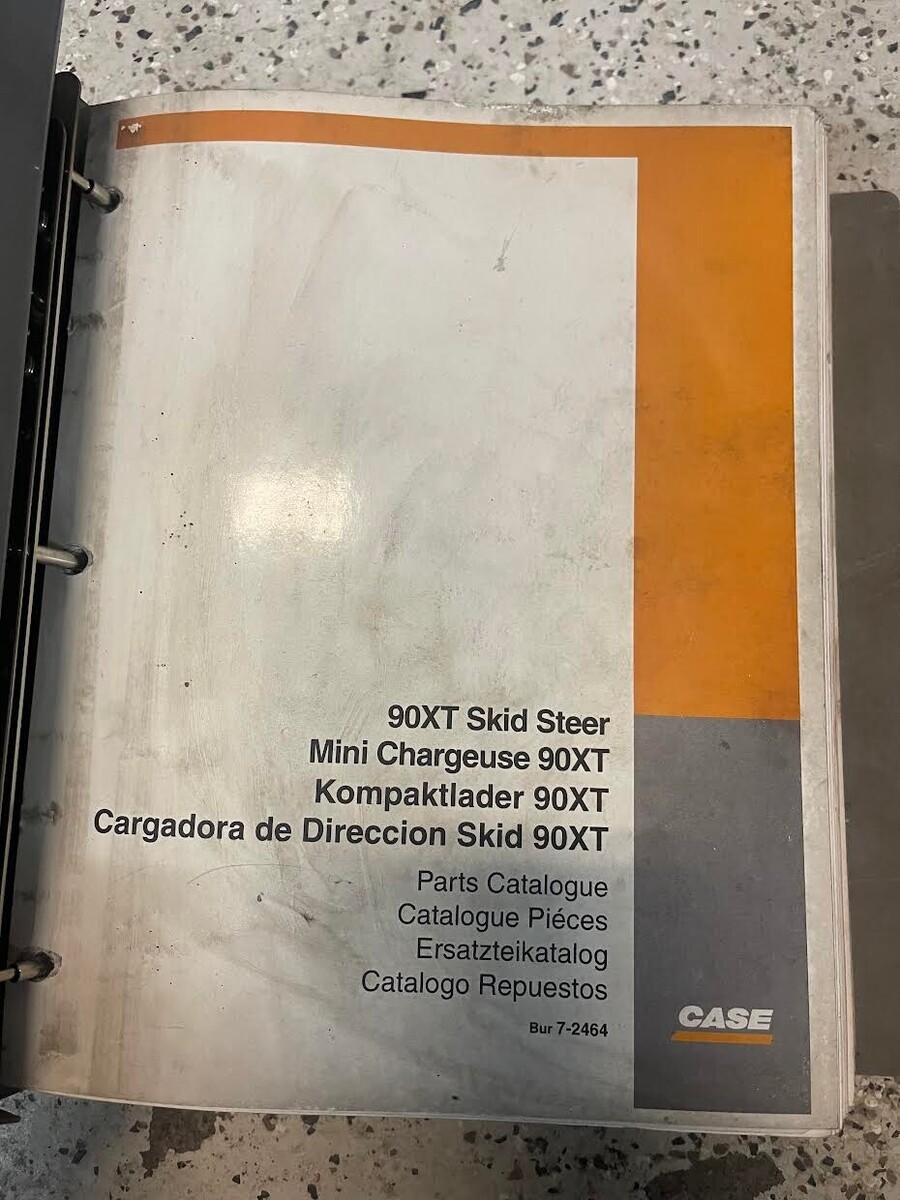 90XT Skid Steer
Mini Chargeuse 90XT
Kompaktlader 90XT
Cargadora de Direccion Skid 90XT
Parts Catalogue
Catalogue Piéces
Ersatzteikatalog
Catalogo Repuestos
Bur 7-2464
CASE